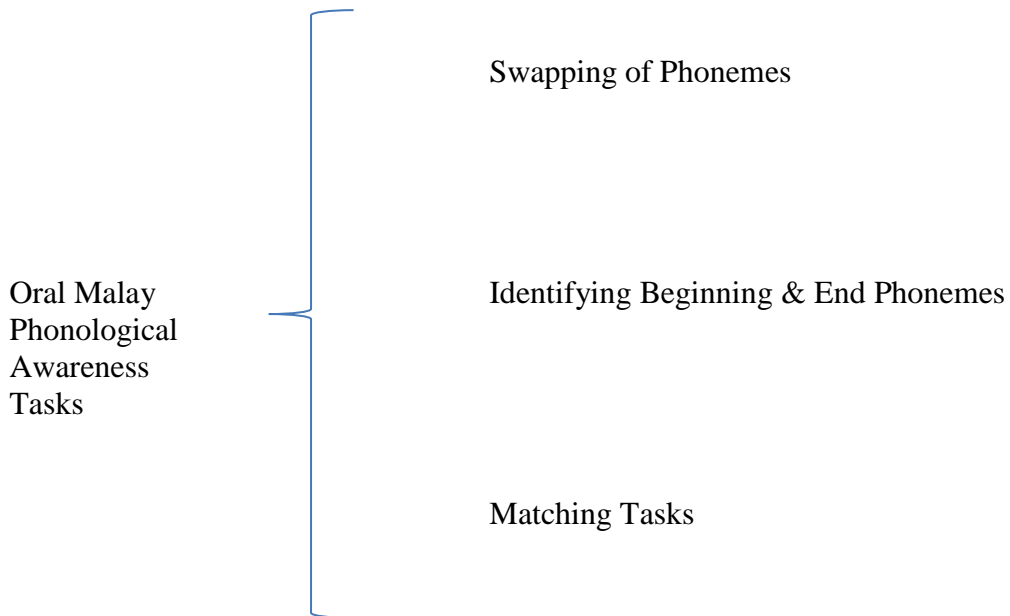 Swapping of Phonemes
Oral Malay
Phonological
Awareness
Tasks
Identifying Beginning & End Phonemes
Matching Tasks